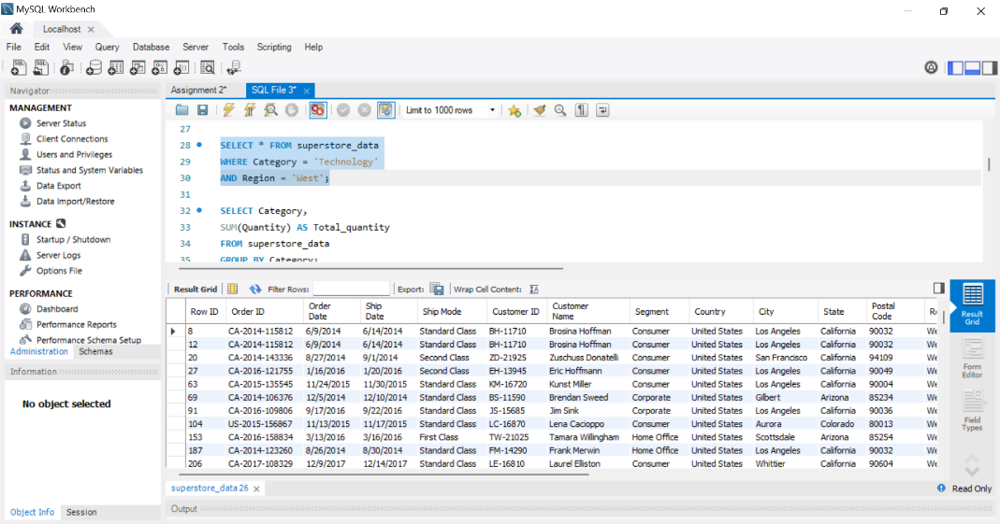 MySQL Workbench
Localhost
File Edit View Query Database Server Tools Scripting Help
Navigator
MANAGEMENT
Server Status
Client Connections
Users and Privileges
Status and System Variables
Data Export
Data Import/Restore
INSTANCE
Startup / Shutdown
Server Logs
Options File
PERFORMANCE
Dashboard
Performance Reports
Performance Schema Setup
Administration Schemas
Information
No object selected
Object Info Session
Assignment 2* SQL File 3*
Limit to 1000 rows
27
28 SELECT * FROM superstore_data
29 WHERE Category = 'Technology'
30 AND Region = 'West';
31
32 SELECT Category,
33 SUM(Quantity) AS Total_quantity
34 FROM superstore_data
35 GROUP BY Category;
Result Grid Filter Rows: Export: Wrap Cell Content: IA
Row ID Order ID Order Date Ship Date Ship Mode Customer ID Customer Name Segment Country City State Postal Code Re
8 CA-2014-115812 6/9/2014 6/14/2014 Standard Class BH-11710 Brosina Hoffman Consumer United States Los Angeles California 90032 We
12 CA-2014-115812 6/9/2014 6/14/2014 Standard Class BH-11710 Brosina Hoffman Consumer United States Los Angeles California 90032 We
20 CA-2014-143336 8/27/2014 9/1/2014 Second Class ZD-21925 Zuschuss Donatelli Consumer United States San Francisco California 94109 We
27 CA-2016-121755 1/16/2016 1/20/2016 Second Class EH-13945 Eric Hoffmann Consumer United States Los Angeles California 90049 We
63 CA-2015-135545 11/24/2015 11/30/2015 Standard Class KM-16720 Kunst Miller Consumer United States Los Angeles California 90004 We
69 CA-2014-106376 12/5/2014 12/10/2014 Standard Class BS-11590 Brendan Sweed Corporate United States Gilbert Arizona 85234 We
91 CA-2016-109806 9/17/2016 9/22/2016 Standard Class JS-15685 Jim Sink Corporate United States Los Angeles California 90036 We
104 US-2015-156867 11/13/2015 11/17/2015 Standard Class LC-16870 Lena Cacioppo Consumer United States Aurora Colorado 80013 We
153 CA-2016-158834 3/13/2016 3/16/2016 First Class TW-21025 Tamara Willingham Home Office United States Scottsdale Arizona 85254 We
187 CA-2014-123260 8/26/2014 8/30/2014 Standard Class FM-14290 Frank Merwin Home Office United States Los Angeles California 90032 We
206 CA-2017-108329 12/9/2017 12/14/2017 Standard Class LE-16810 Laurel Elliston Consumer United States Whittier California 90604 We
Result Grid
Form Editor
Field Types
superstore_data 26
Read Only
Output